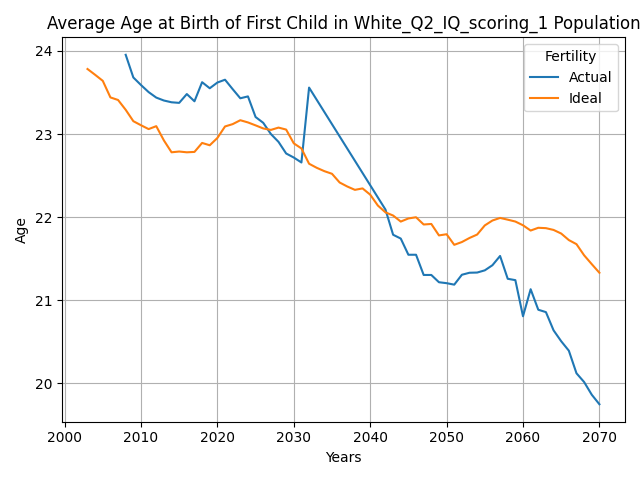 Average Age at Birth of First Child in White_Q2_IQ_scoring_1 Population
24
23
22
21
20
Age
Fertility
Actual
Ideal
2000 2010 2020 2030 2040 2050 2060 2070
Years